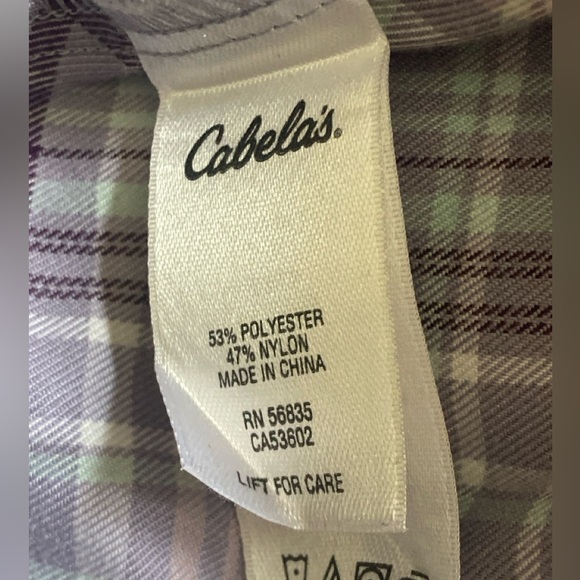 Cabela's®
53% POLYESTER
47% NYLON
MADE IN CHINA
RN 56835
CA53602
LIFT FOR CARE